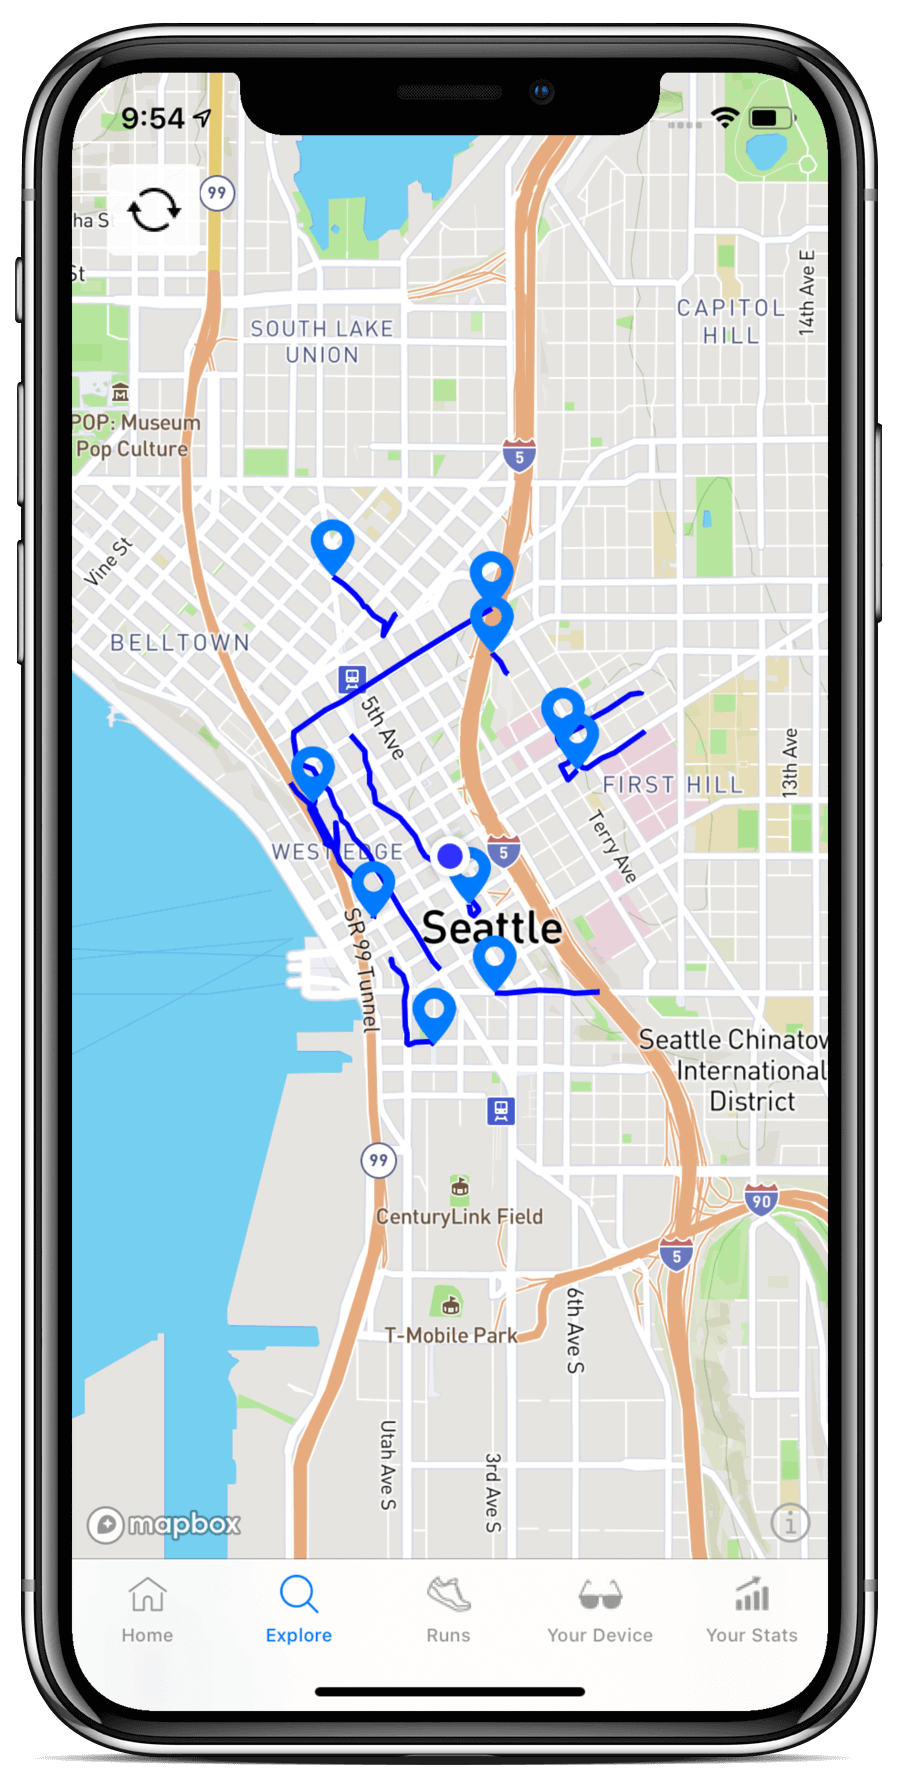 9:54
99
ha S
St
14th Ave E
CAPITOL
HILL
SOUTH LAKE
UNION
POP: Museum
Pop Culture
5
Vine St
BELLTOWN
5th Ave
13th Ave
FIRST HILL
Terry Ave
WEST EDGE
5
Seattle
SR 99 Tunnel
Seattle Chinatow
International
District
99
90
CenturyLink Field
5
6th Ave S
T-Mobile Park
Utah Ave S
3rd Ave S
mapbox
i
Home
Explore
Runs
Your Device
Your Stats